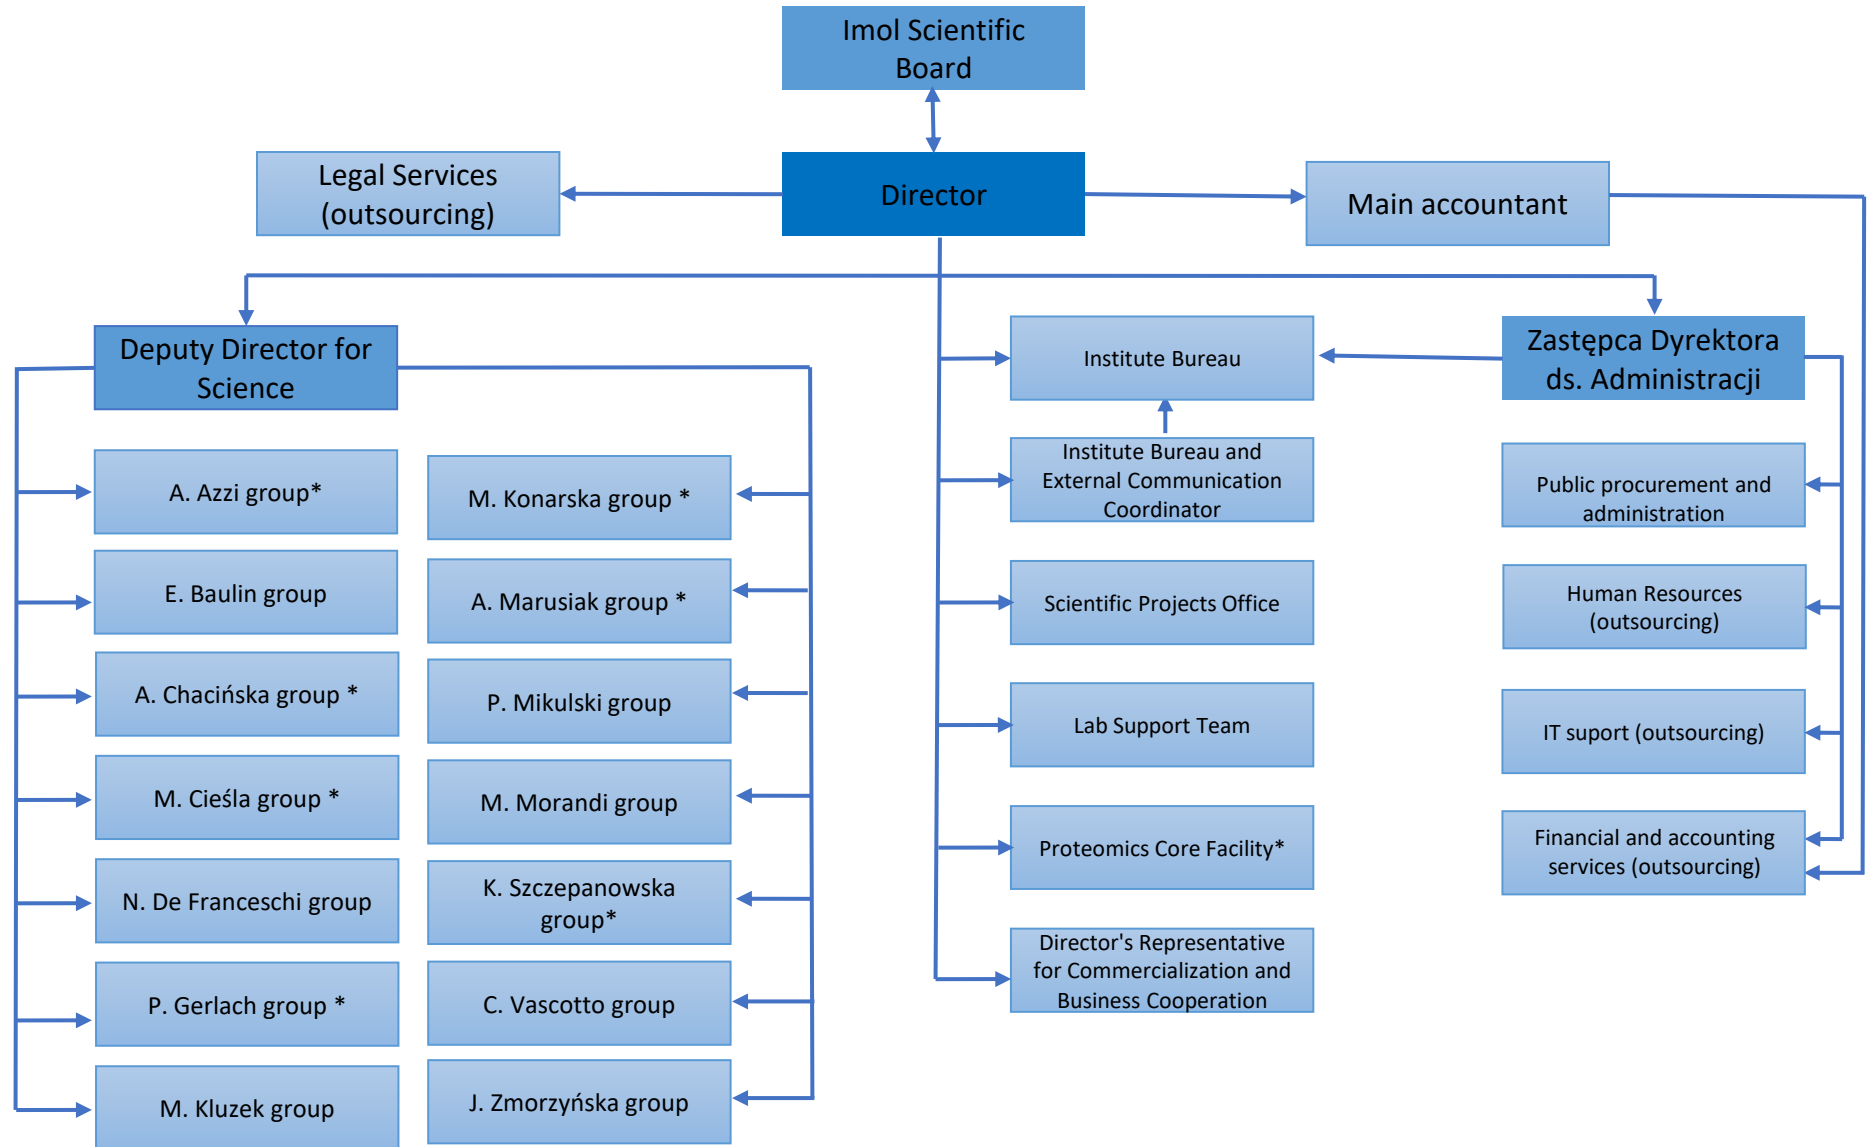 Imol Scientific
Board
Legal Services
(outsourcing)
Director
Main accountant
Deputy Director for
Science
Institute Bureau
Zastępca Dyrektora
ds. Administracji
A. Azzi group*
E. Baulin group
A. Chacińska group *
M. Cieśla group *
N. De Franceschi group
P. Gerlach group *
M. Kluzek group
M. Konarska group *
A. Marusiak group *
P. Mikulski group
M. Morandi group
K. Szczepanowska
group*
C. Vascotto group
J. Zmorzyńska group
Institute Bureau and
External Communication
Coordinator
Scientific Projects Office
Lab Support Team
Proteomics Core Facility*
Director's Representative
for Commercialization and
Business Cooperation
Public procurement and
administration
Human Resources
(outsourcing)
IT suport (outsourcing)
Financial and accounting
services (outsourcing)